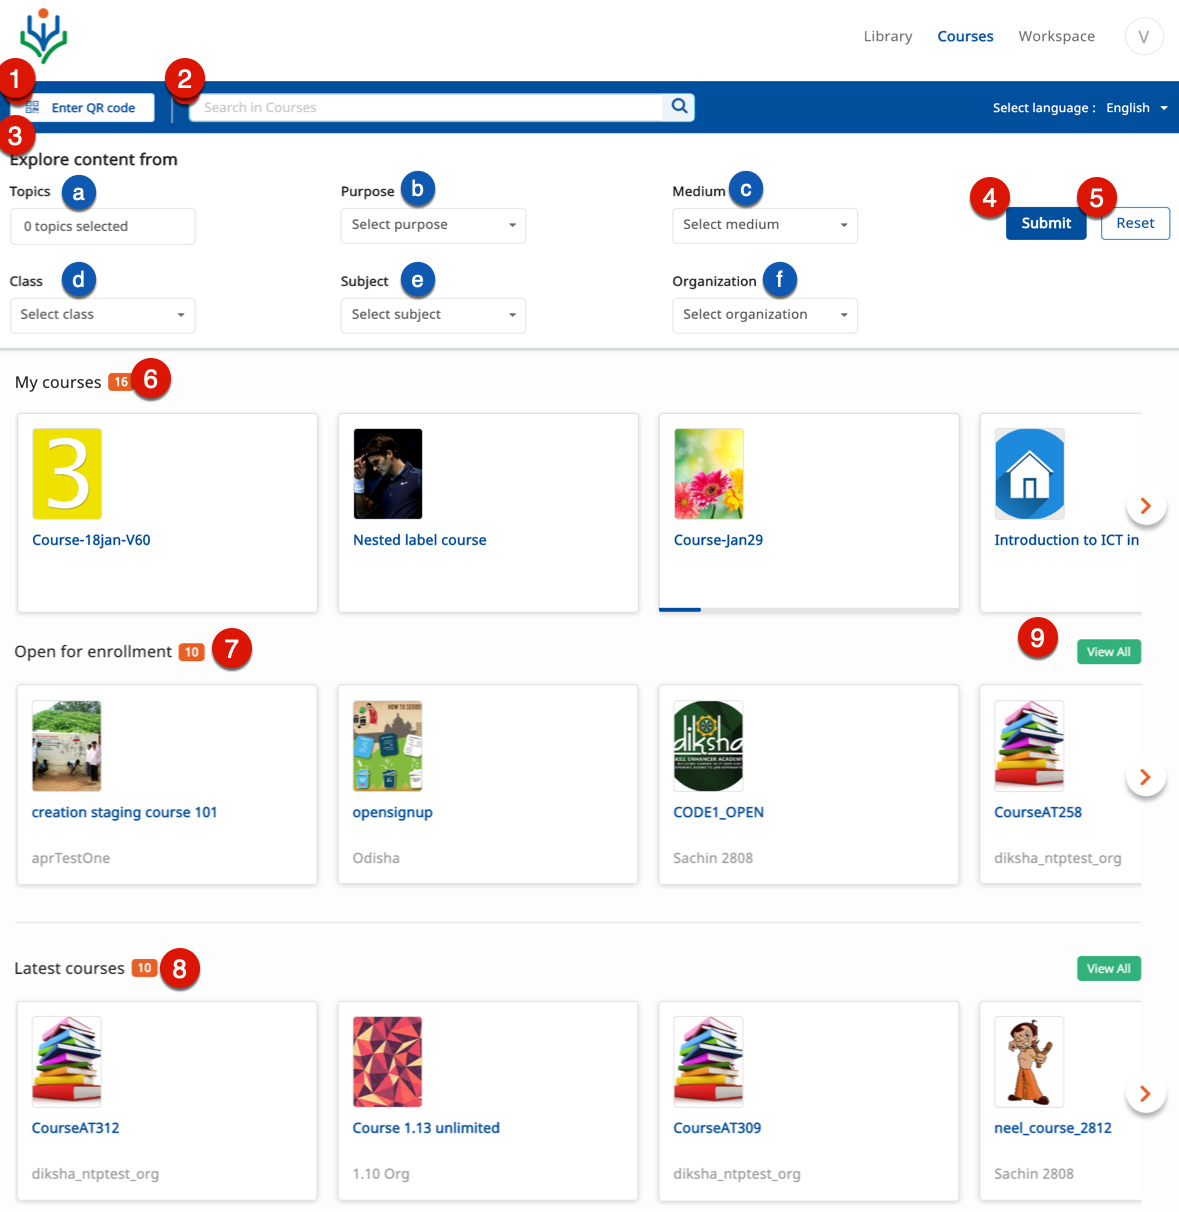 Library Courses Workspace V
1 2
Enter QR code Search in Courses Select language : English
3
Explore content from
Topics a Purpose b Medium c 4 5
0 topics selected Select purpose Select medium Submit Reset
Class d Subject e Organization f
Select class Select subject Select organization
My courses 16 6
3
Course-18jan-V60 Nested label course Course-Jan29 Introduction to ICT in
9
Open for enrollment 10 7 View All
HOW TO
diksha
SKILL ENHANCER ACADEMY
creation staging course 101 opensignup CODE1_OPEN CourseAT258
aprTestOne Odisha Sachin 2808 diksha_ntptest_org
Latest courses 10 8 View All
CourseAT312 Course 1.13 unlimited CourseAT309 neel_course_2812
diksha_ntptest_org 1.10 Org diksha_ntptest_org Sachin 2808